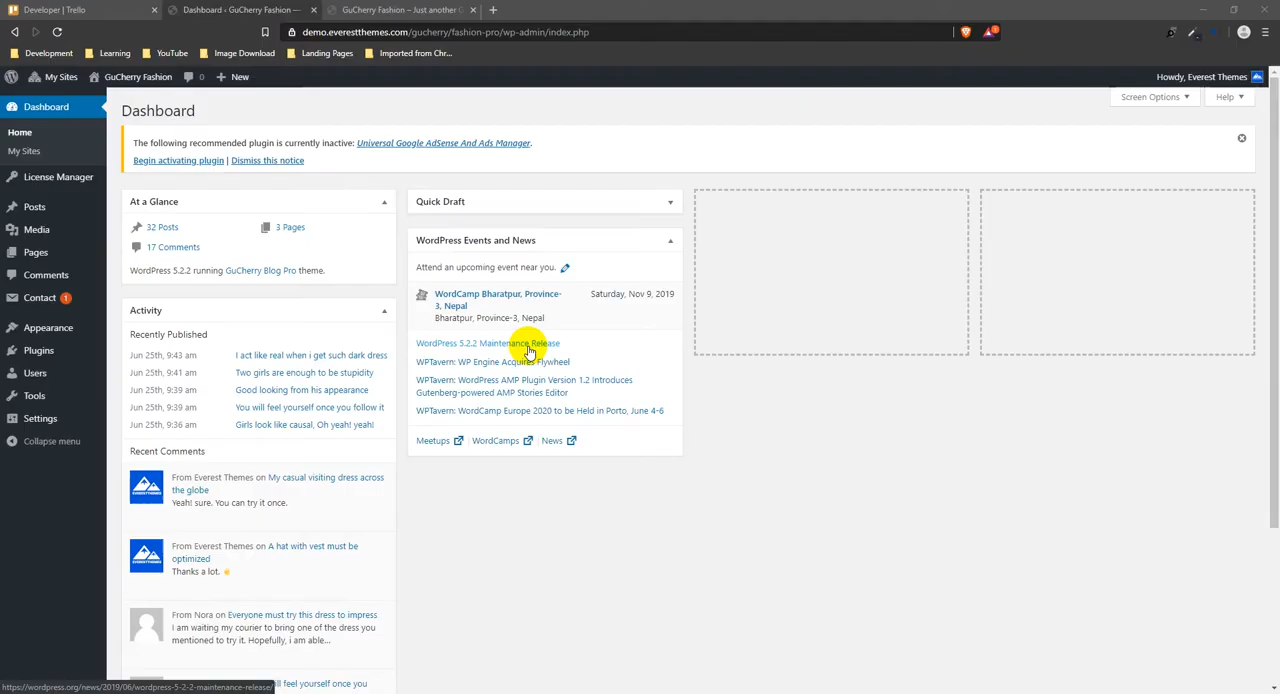 Developer | Trello
Dashboard ‹ GuCherry Fashion —
GuCherry Fashion – Just another G
demo.everestthemes.com/gucherry/fashion-pro/wp-admin/index.php
1
Development
Learning
YouTube
Image Download
Landing Pages
Imported from Chr...
My Sites
GuCherry Fashion
0
New
Howdy, Everest Themes
Dashboard
Home
My Sites
License Manager
Posts
Media
Pages
Comments
Contact 1
Appearance
Plugins
Users
Tools
Settings
Collapse menu
Screen Options
Help
Dashboard
The following recommended plugin is currently inactive: Universal Google AdSense And Ads Manager.
Begin activating plugin | Dismiss this notice
At a Glance
32 Posts
3 Pages
17 Comments
WordPress 5.2.2 running GuCherry Blog Pro theme.
Activity
Recently Published
Jun 25th, 9:43 am I act like real when i get such dark dress
Jun 25th, 9:41 am Two girls are enough to be stupidity
Jun 25th, 9:39 am Good looking from his appearance
Jun 25th, 9:39 am You will feel yourself once you follow it
Jun 25th, 9:36 am Girls look like causal, Oh yeah! yeah!
Recent Comments
From Everest Themes on My casual visiting dress across
the globe
Yeah! sure. You can try it once.
From Everest Themes on A hat with vest must be
optimized
Thanks a lot.
From Nora on Everyone must try this dress to impress
I am waiting my courier to bring one of the dress you
mentioned to try it. Hopefully, i am able...
ll feel yourself once you
Quick Draft
WordPress Events and News
Attend an upcoming event near you.
WordCamp Bharatpur, Province-
3, Nepal
Bharatpur, Province-3, Nepal
Saturday, Nov 9, 2019
WordPress 5.2.2 Maintenance Release
WPTavern: WP Engine Acquires Flywheel
WPTavern: WordPress AMP Plugin Version 1.2 Introduces
Gutenberg-powered AMP Stories Editor
WPTavern: WordCamp Europe 2020 to be Held in Porto, June 4-6
Meetups
WordCamps
News
https://wordpress.org/news/2019/06/wordpress-5-2-2-maintenance-release/